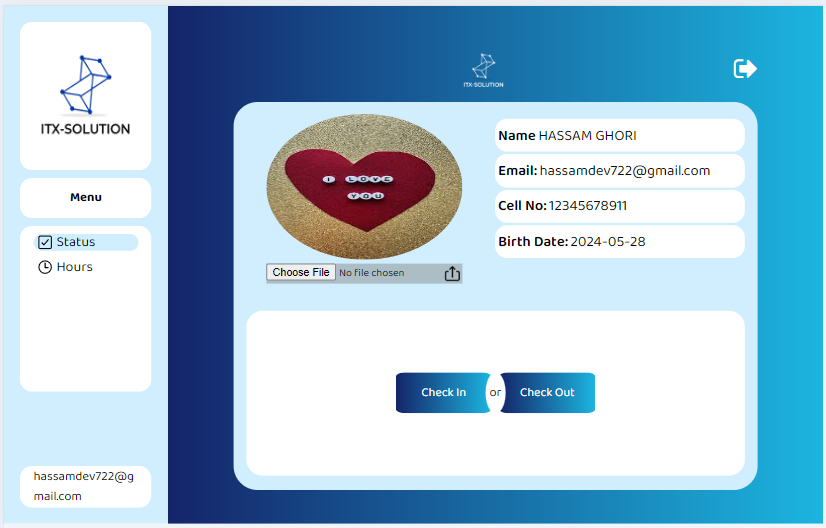 ITX-SOLUTION
Menu
Status
Hours
hassamdev722@g
mail.com
ITX-SOLUTION
I LOVE
YOU
Choose File No file chosen
Name HASSAM GHORI
Email: hassamdev722@gmail.com
Cell No: 12345678911
Birth Date: 2024-05-28
Check In or Check Out